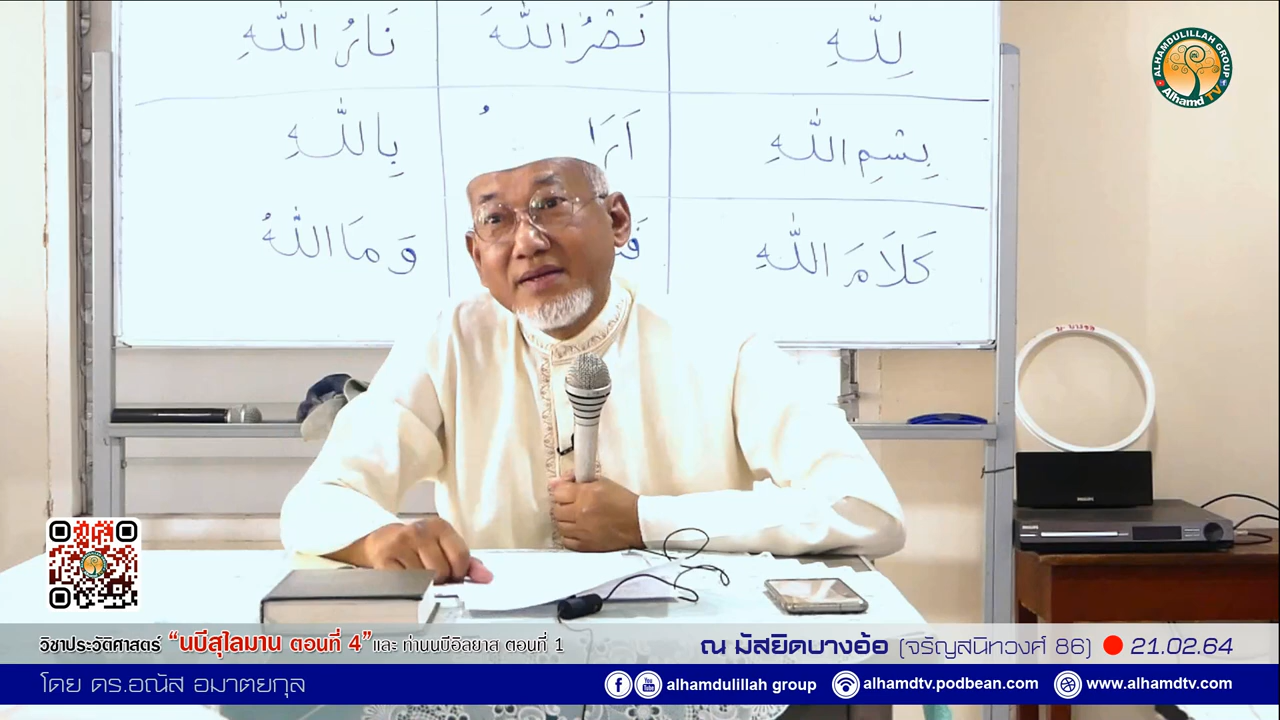 لِلّٰهِ
نَصْرُ اللّٰهِ
نَارُ اللّٰهِ
بِسْمِ اللّٰهِ
بِاللّٰهِ
كَلَامَ اللّٰهِ
وَمَا اللّٰهُ
ALHAMDULILLAH GROUP
Alhamd TV
PHILIPS
วิชาประวัติศาสตร์ “นบีสุไลมาน ตอนที่ 4” และ ท่านนบีอิลยาส ตอนที่ 1
ณ มัสยิดบางอ้อ (จรัญสนิทวงศ์ 86) 21.02.64
โดย ดร.อณัส อมาตยกุล
alhamdulillah group alhamdtv.podbean.com www.alhamdtv.com